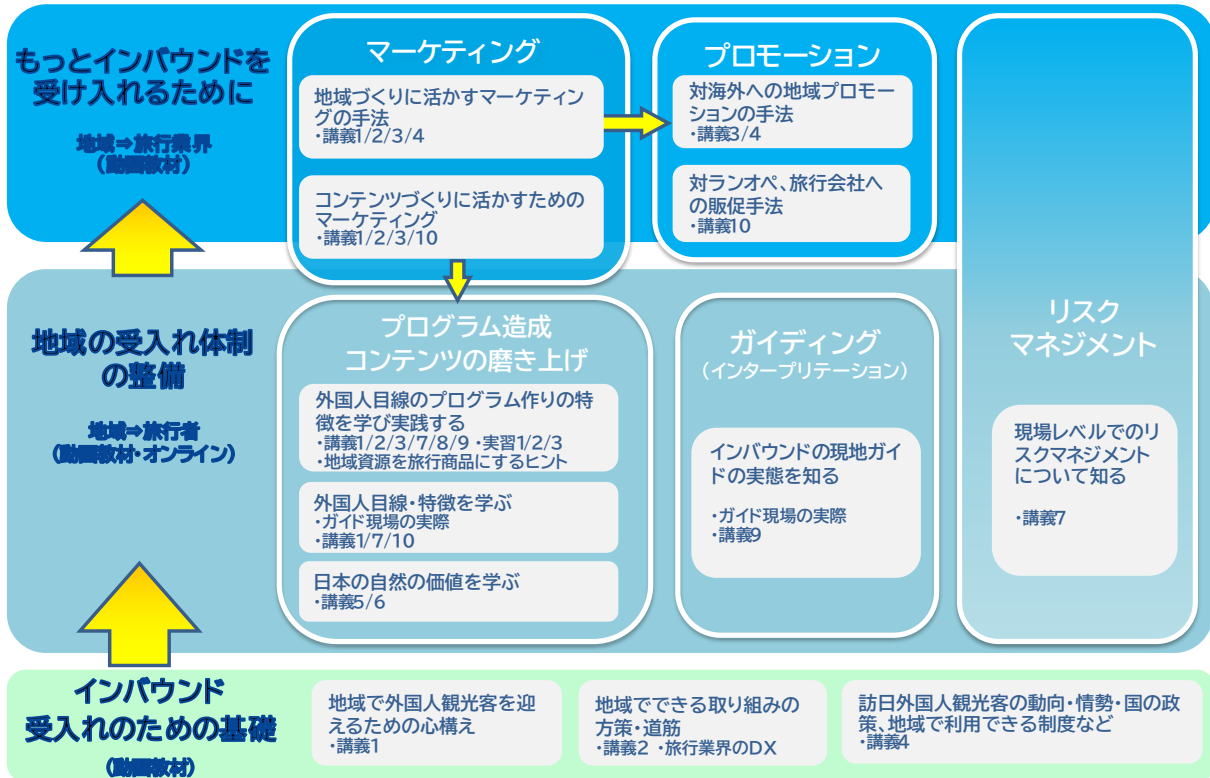 もっとインバウンドを
受け入れるために
地域⇒旅行業界
(動画教材)
マーケティング
地域づくりに活かすマーケティン
グの手法
・講義1/2/3/4
コンテンツづくりに活かすための
マーケティング
・講義1/2/3/10
プロモーション
対海外への地域プロモー
ションの手法
・講義3/4
対ランオペ、旅行会社へ
の販促手法
・講義10
地域の受入れ体制
の整備
地域⇒旅行者
(動画教材・オンライン)
プログラム造成
コンテンツの磨き上げ
外国人目線のプログラム作りの特
徴を学び実践する
・講義1/2/3/7/8/9 ・実習1/2/3
・地域資源を旅行商品にするヒント
外国人目線・特徴を学ぶ
・ガイド現場の実際
・講義1/7/10
日本の自然の価値を学ぶ
・講義5/6
ガイディング
(インタープリテーション)
インバウンドの現地ガイ
ドの実態を知る
・ガイド現場の実際
・講義9
リスク
マネジメント
現場レベルでのリ
スクマネジメント
について知る
・講義7
インバウンド
受入れのための基礎
(動画教材)
地域で外国人観光客を迎
えるための心構え
・講義1
地域でできる取り組みの
方策・道筋
・講義2 ・旅行業界のDX
訪日外国人観光客の動向・情勢・国の政
策、地域で利用できる制度など
・講義4